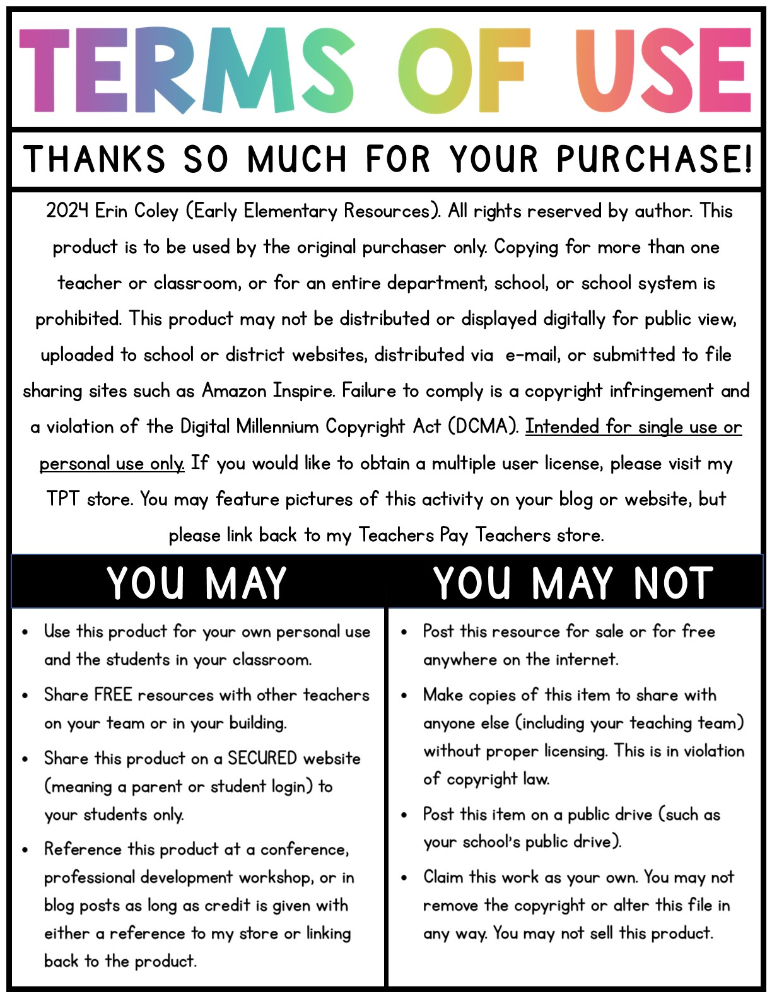 TERMS OF USE
THANKS SO MUCH FOR YOUR PURCHASE!
2024 Erin Coley (Early Elementary Resources). All rights reserved by author. This
product is to be used by the original purchaser only. Copying for more than one
teacher or classroom, or for an entire department, school, or school system is
prohibited. This product may not be distributed or displayed digitally for public view,
uploaded to school or district websites, distributed via  e-mail, or submitted to file
sharing sites such as Amazon Inspire. Failure to comply is a copyright infringement and
a violation of the Digital Millennium Copyright Act (DCMA). Intended for single use or
personal use only. If you would like to obtain a multiple user license, please visit my
TPT store. You may feature pictures of this activity on your blog or website, but
please link back to my Teachers Pay Teachers store.
YOU MAY
• Use this product for your own personal use
and the students in your classroom.
• Share FREE resources with other teachers
on your team or in your building.
• Share this product on a SECURED website
(meaning a parent or student login) to
your students only.
• Reference this product at a conference,
professional development workshop, or in
blog posts as long as credit is given with
either a reference to my store or linking
back to the product.
YOU MAY NOT
• Post this resource for sale or for free
anywhere on the internet.
• Make copies of this item to share with
anyone else (including your teaching team)
without proper licensing. This is in violation
of copyright law.
• Post this item on a public drive (such as
your school's public drive).
• Claim this work as your own. You may not
remove the copyright or alter this file in
any way. You may not sell this product.